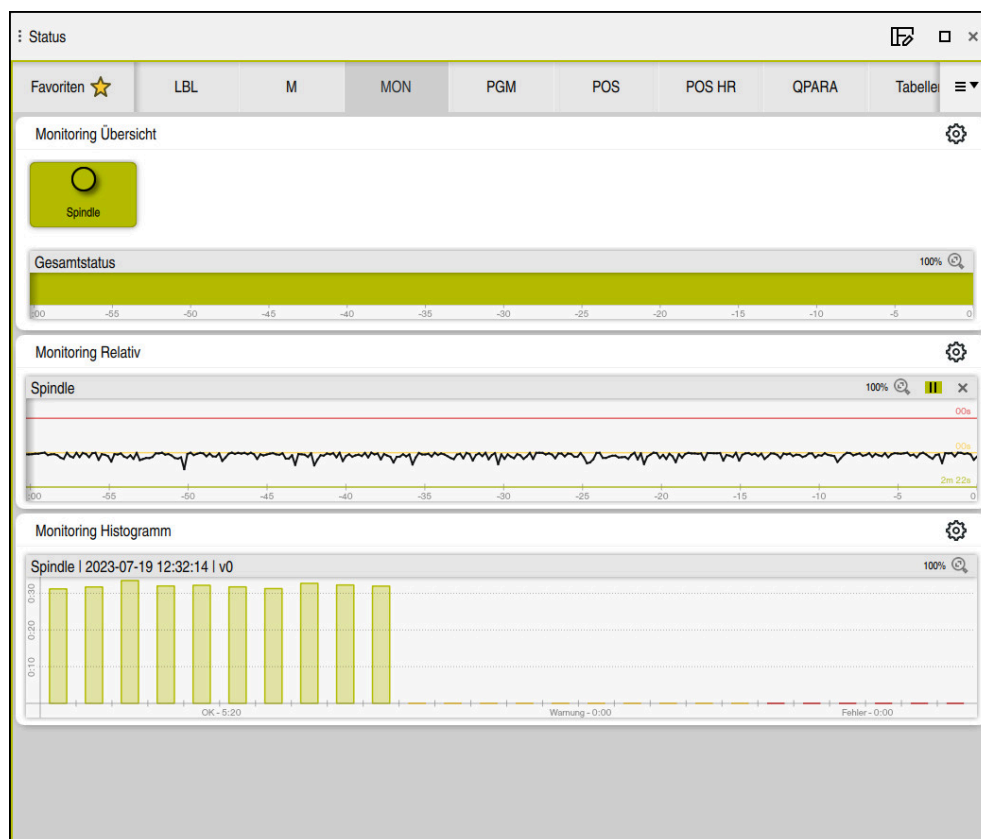 Status
Favoriten LBL M MON PGM POS POS HR QPARA Tabellen
Monitoring Übersicht
Spindle
Gesamtstatus 100%
:00 -55 -50 -45 -40 -35 -30 -25 -20 -15 -10 -5 0
Monitoring Relativ
Spindle 100%
00s
00s
2m 22s
:00 -55 -50 -45 -40 -35 -30 -25 -20 -15 -10 -5 0
Monitoring Histogramm
Spindle | 2023-07-19 12:32:14 | v0 100%
0:30
0:20
0:10
OK - 5:20 Warnung - 0:00 Fehler - 0:00